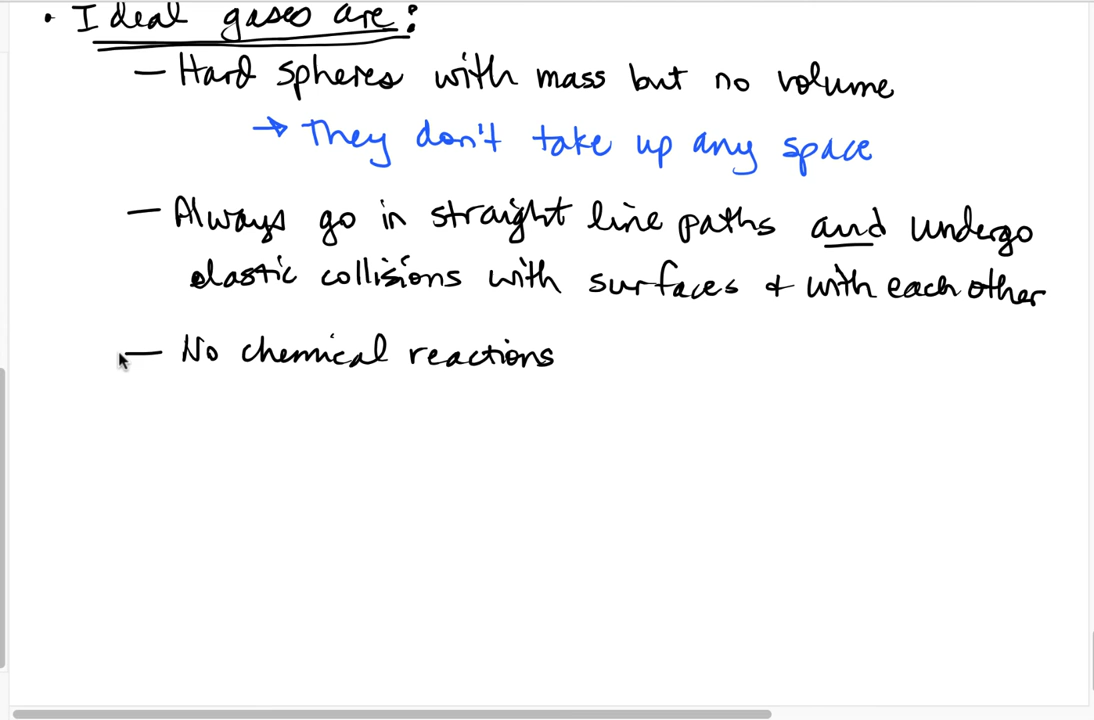 • Ideal gases are:
— Hard spheres with mass but no volume
→ They don't take up any space
— Always go in straight line paths and undergo
elastic collisions with surfaces & with each other
— No chemical reactions